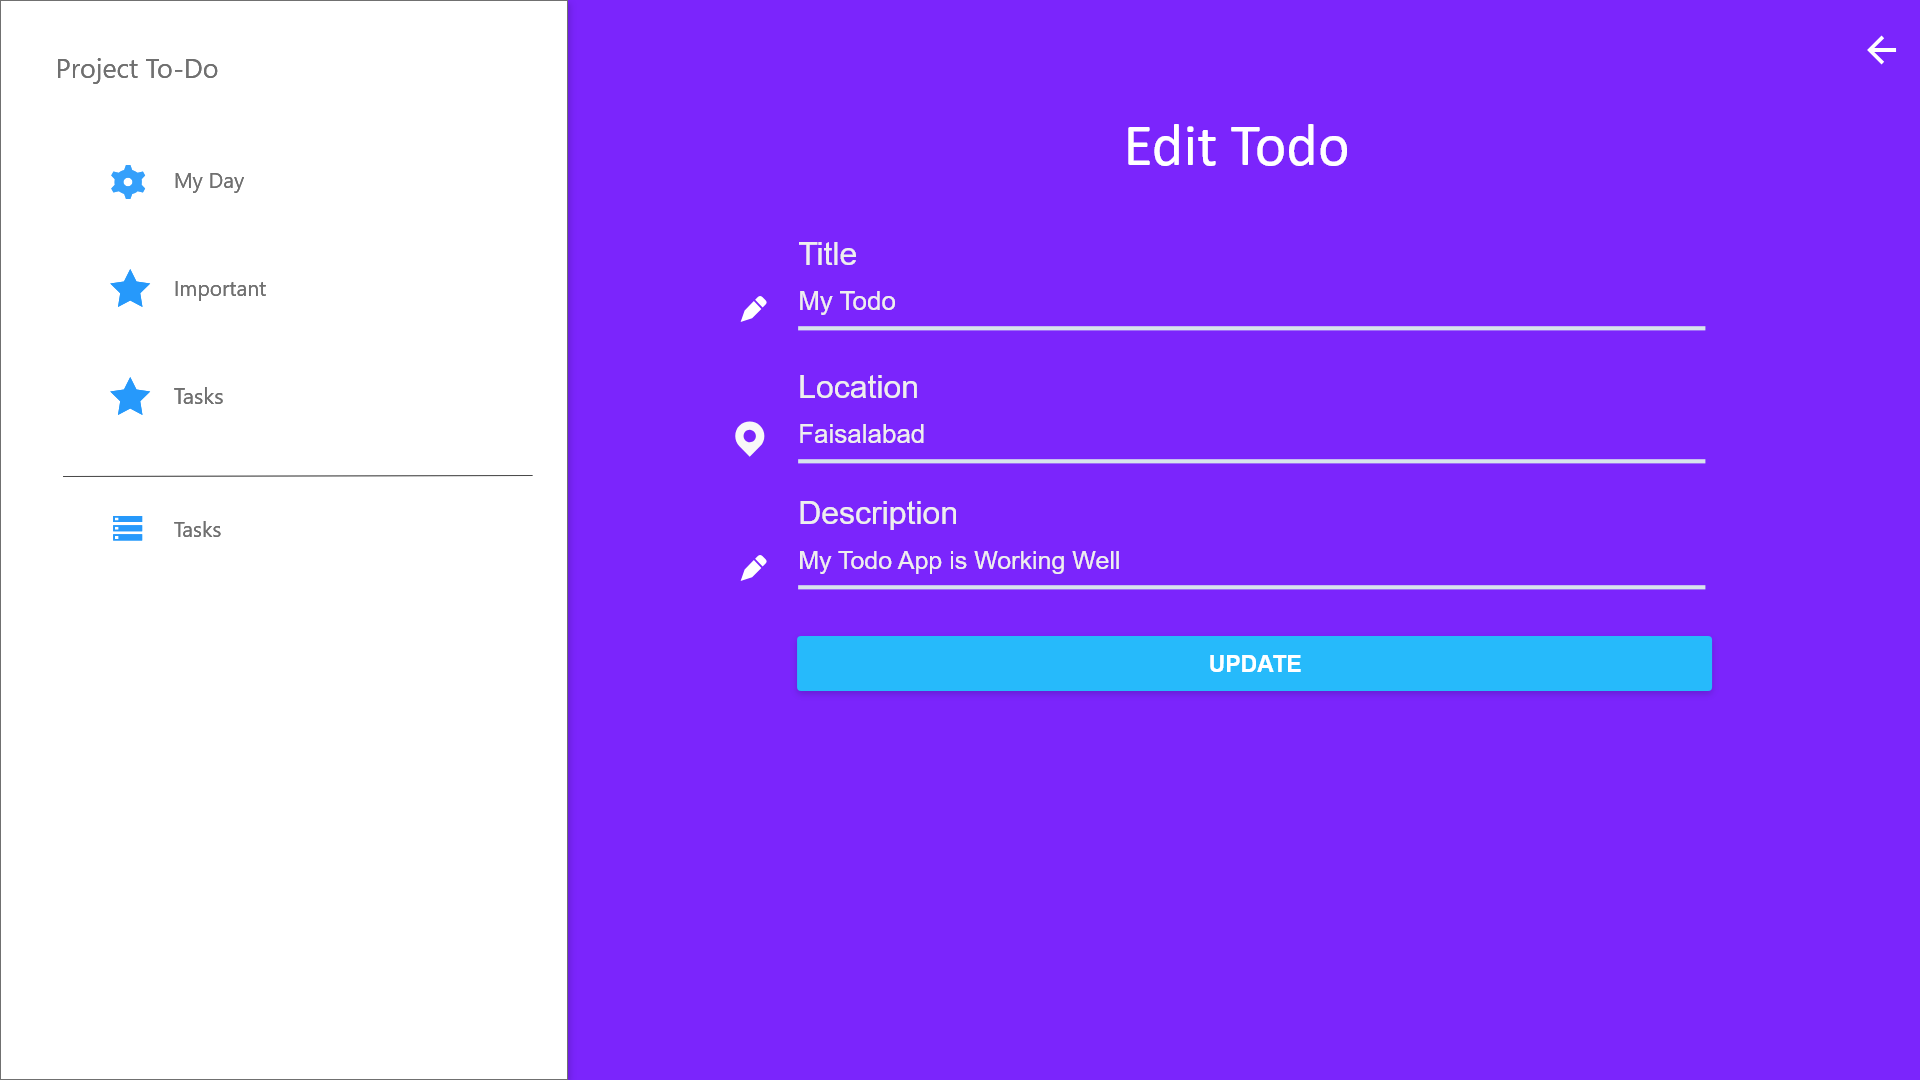 Project To-Do
My Day
Important
Tasks
Tasks
Edit Todo
Title
My Todo
Location
Faisalabad
Description
My Todo App is Working Well
UPDATE